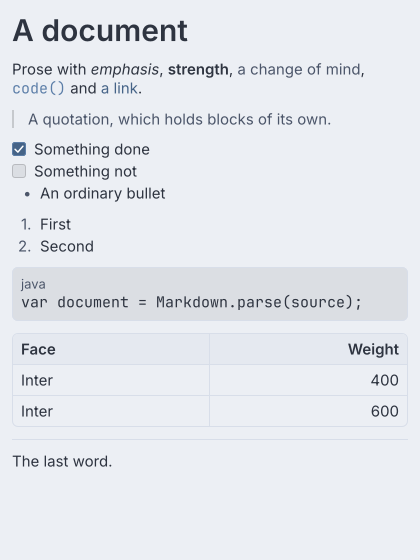 A document
Prose with emphasis, strength, a change of mind,
code() and a link.
A quotation, which holds blocks of its own.
Something done
Something not
• An ordinary bullet
1. First
2. Second
java
var document = Markdown.parse(source);
Face Weight
Inter 400
Inter 600
The last word.